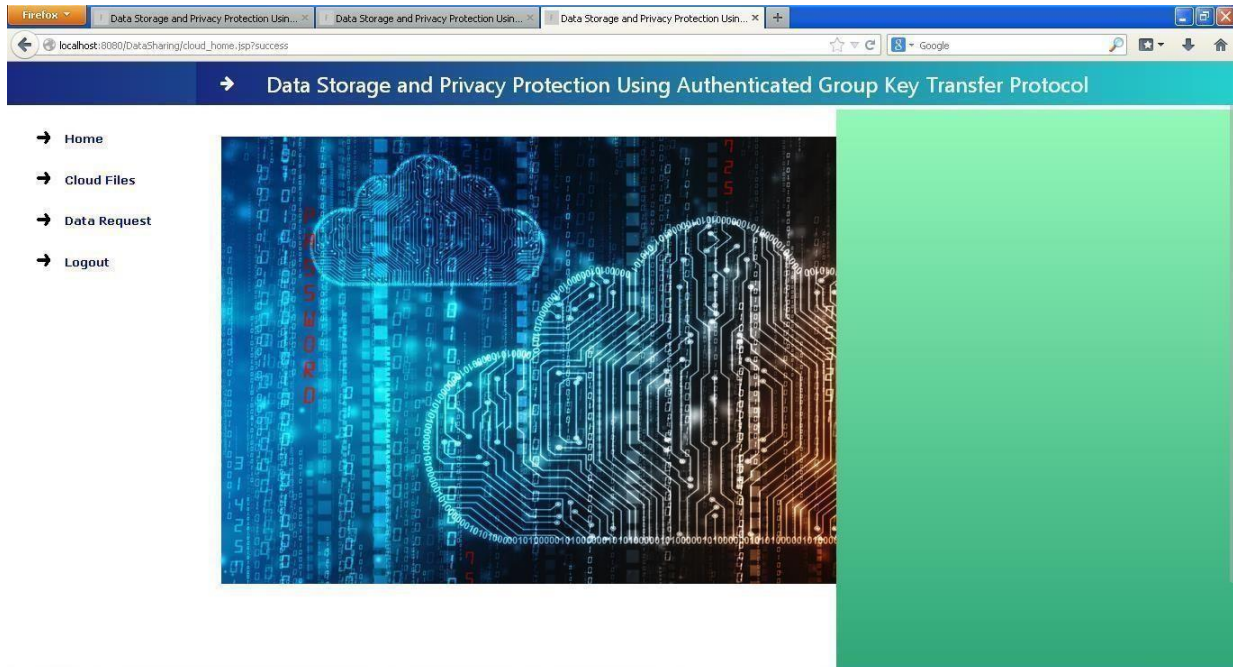 Firefox
Data Storage and Privacy Protection Usin...
Data Storage and Privacy Protection Usin...
Data Storage and Privacy Protection Usin...
localhost:8080/DataSharing/cloud_home.jsp?success
Google
Data Storage and Privacy Protection Using Authenticated Group Key Transfer Protocol
Home
Cloud Files
Data Request
Logout
PASSWORD